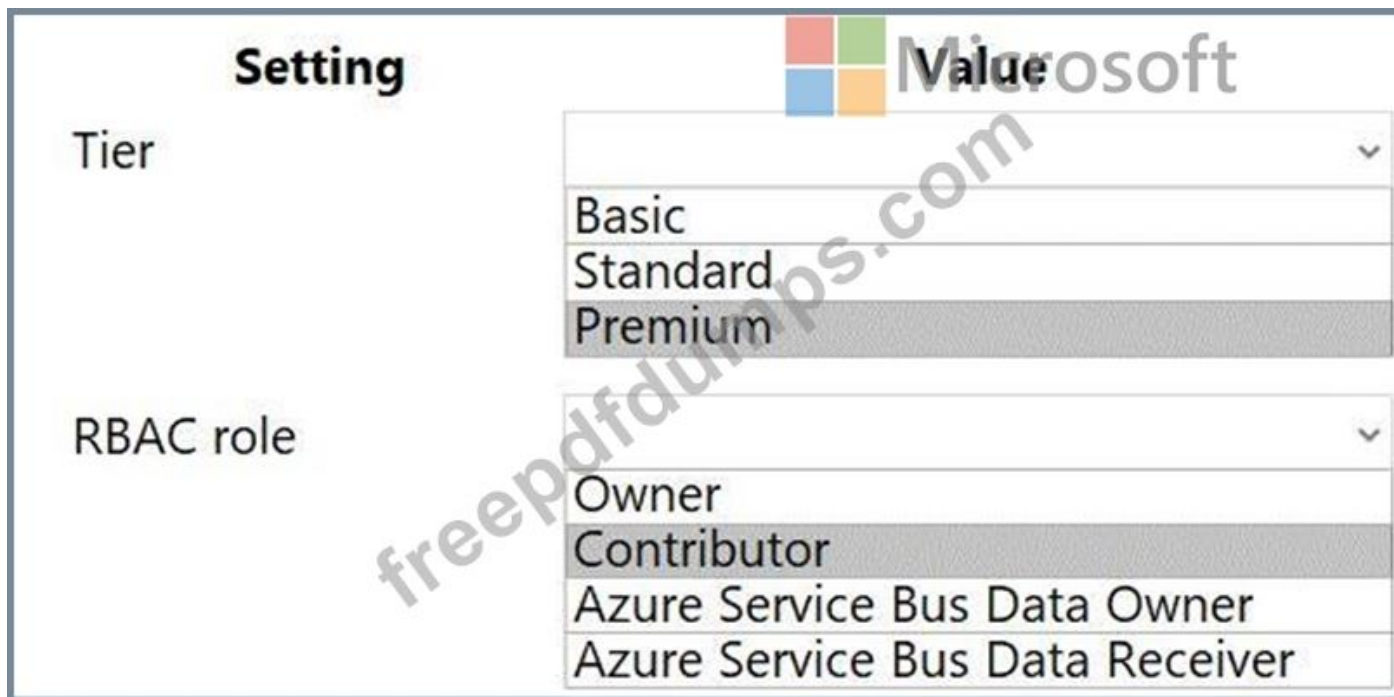 Setting Value
Microsoft
Tier
Basic
Standard
Premium
RBAC role
Owner
Contributor
Azure Service Bus Data Owner
Azure Service Bus Data Receiver
freepdfdumps.com